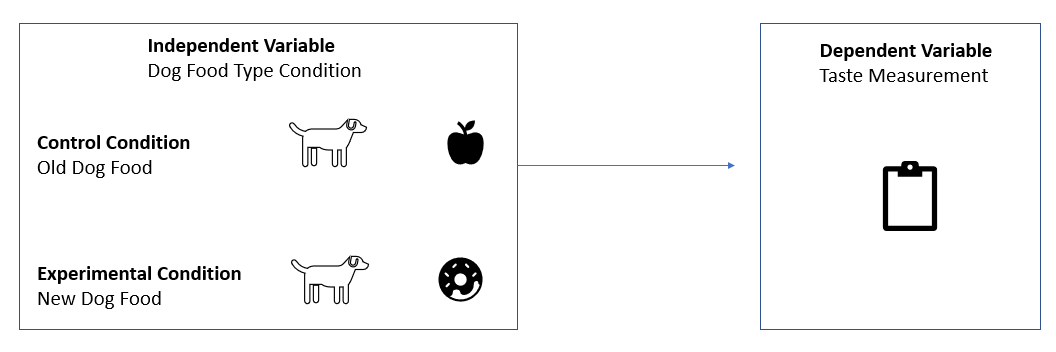 Independent Variable
Dog Food Type Condition
Control Condition
Old Dog Food
Experimental Condition
New Dog Food
Dependent Variable
Taste Measurement